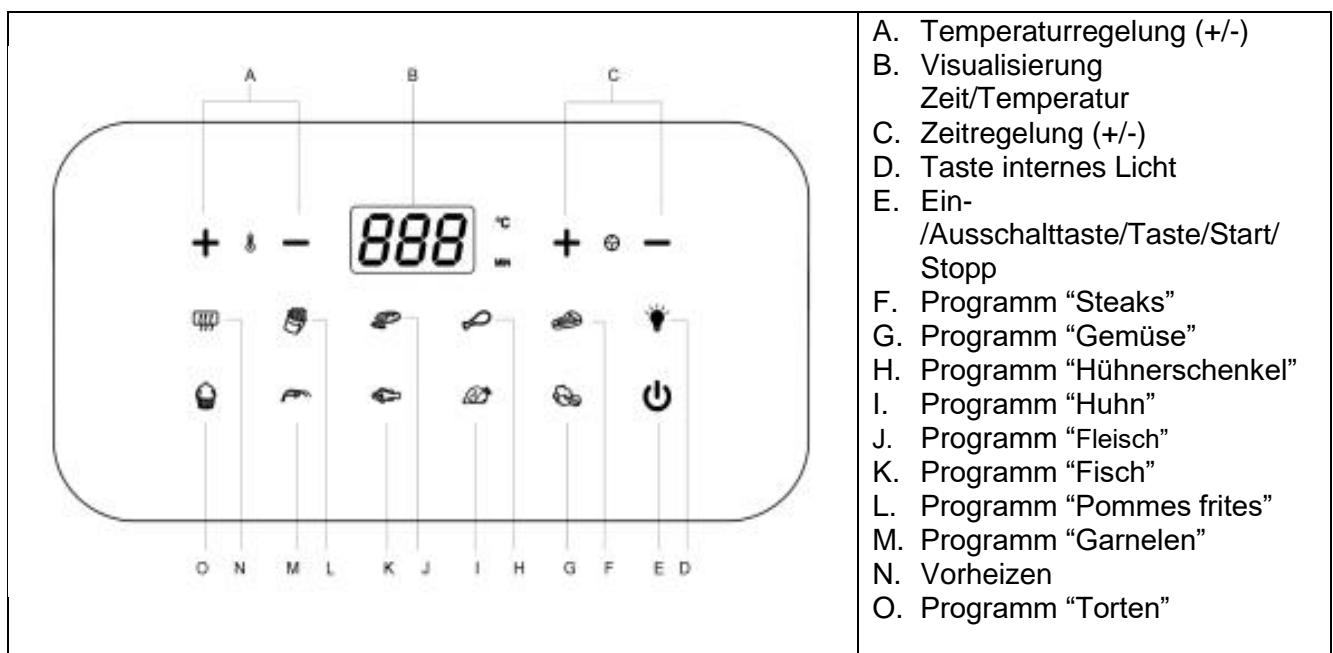 A B C
888 °C
MIN
O N M L K J I H G F E D
A. Temperaturregelung (+/-)
B. Visualisierung
Zeit/Temperatur
C. Zeitregelung (+/-)
D. Taste internes Licht
E. Ein-
/Ausschalttaste/Taste/Start/
Stopp
F. Programm “Steaks”
G. Programm “Gemüse”
H. Programm “Hühnerschenkel”
I. Programm “Huhn”
J. Programm “Fleisch”
K. Programm “Fisch”
L. Programm “Pommes frites”
M. Programm “Garnelen”
N. Vorheizen
O. Programm “Torten”